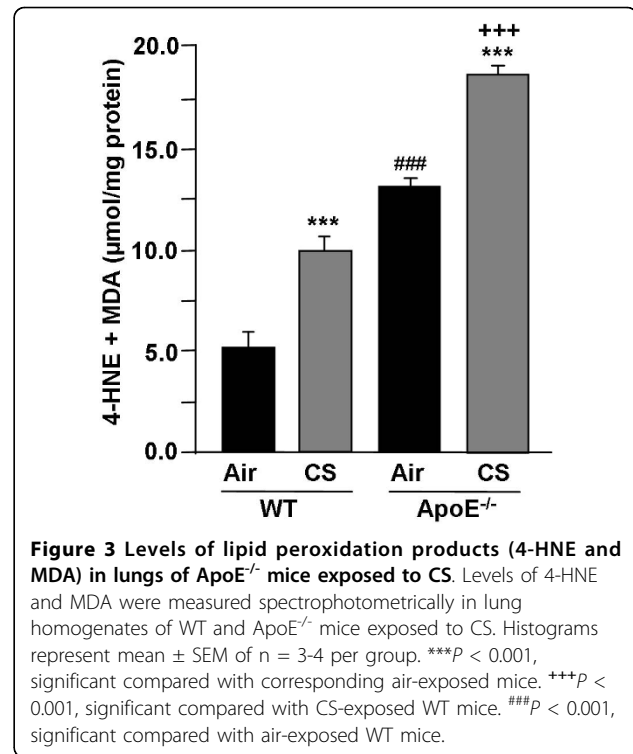 20.0
15.0
10.0
5.0
0.0
4-HNE + MDA (µmol/mg protein)
***
###
+++
***
Air CS Air CS
WT ApoE-/-
Figure 3 Levels of lipid peroxidation products (4-HNE and
MDA) in lungs of ApoE-/- mice exposed to CS. Levels of 4-HNE
and MDA were measured spectrophotometrically in lung
homogenates of WT and ApoE-/- mice exposed to CS. Histograms
represent mean ± SEM of n = 3-4 per group. ***P < 0.001,
significant compared with corresponding air-exposed mice. +++P <
0.001, significant compared with CS-exposed WT mice. ###P < 0.001,
significant compared with air-exposed WT mice.